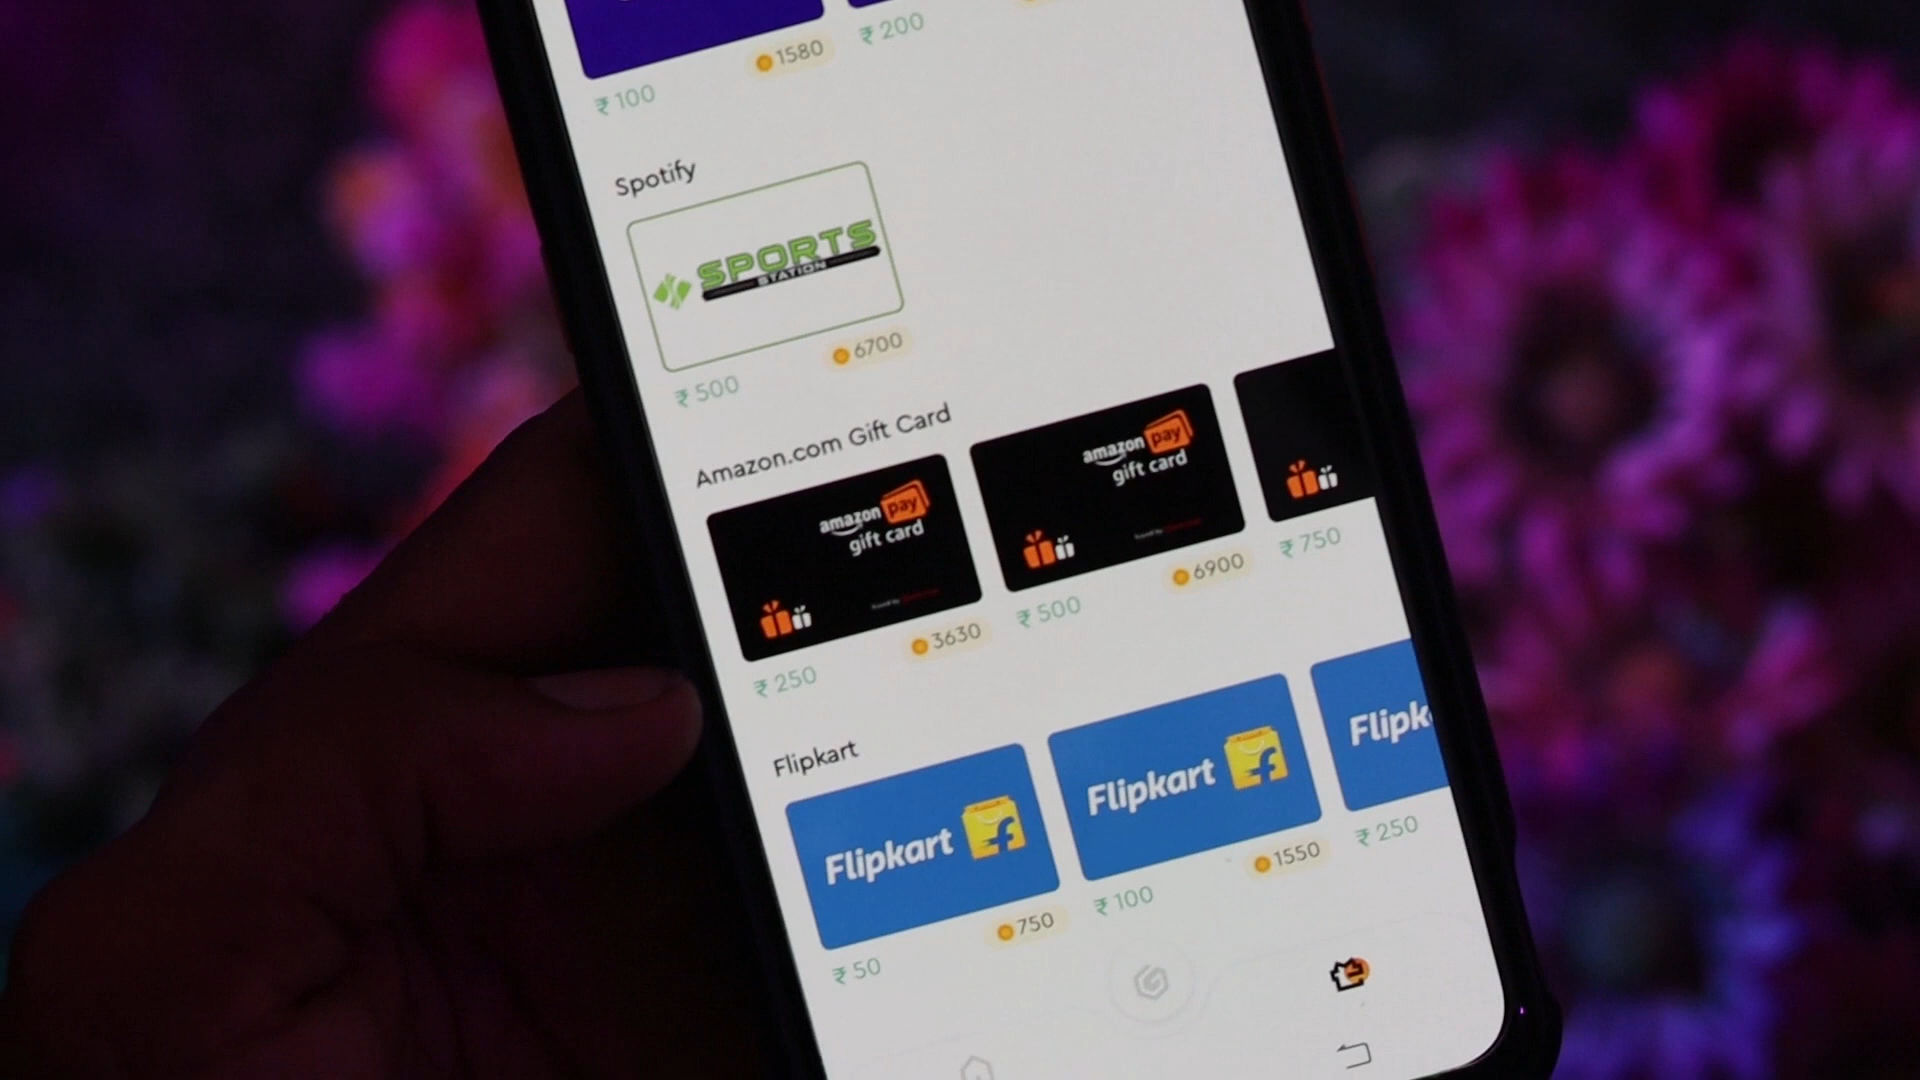 1580
₹ 200
₹ 100
Spotify
SPORTS
STATION
6700
₹ 500
Amazon.com Gift Card
amazon pay
gift card
amazon pay
gift card
3630
6900
₹ 250
₹ 500
₹ 750
Flipkart
Flipkart
Flipkart
Flipk
750
1550
₹ 50
₹ 100
₹ 250